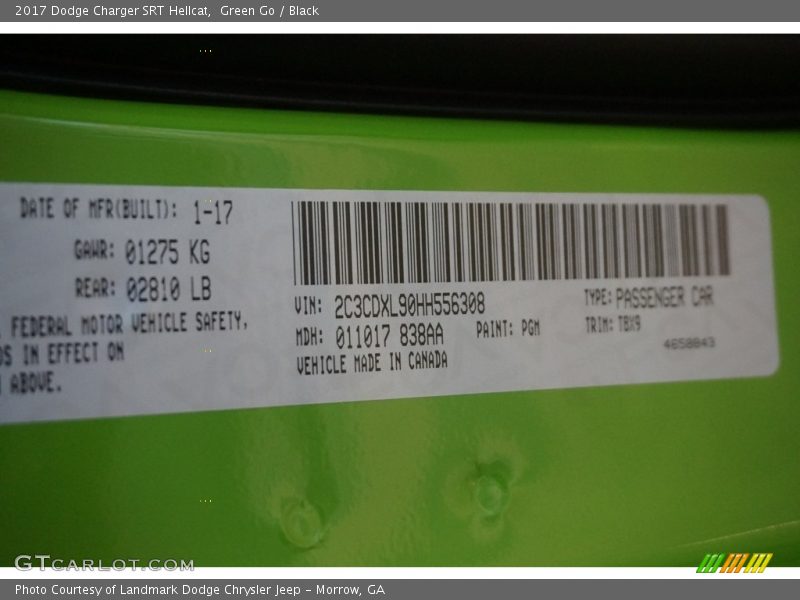 2017 Dodge Charger SRT Hellcat,  Green Go / Black
DATE OF MFR(BUILT): 1-17
GAWR: 01275 KG
REAR: 02810 LB
FEDERAL MOTOR VEHICLE SAFETY,
IN EFFECT ON
ABOVE.
VIN: 2C3CDXL90HH556308
TYPE: PASSENGER CAR
MDH: 011017 838AA
PAINT: PGM
TRIM: TBX9
VEHICLE MADE IN CANADA
4658843
GTCARLOT.COM
Photo Courtesy of Landmark Dodge Chrysler Jeep - Morrow, GA